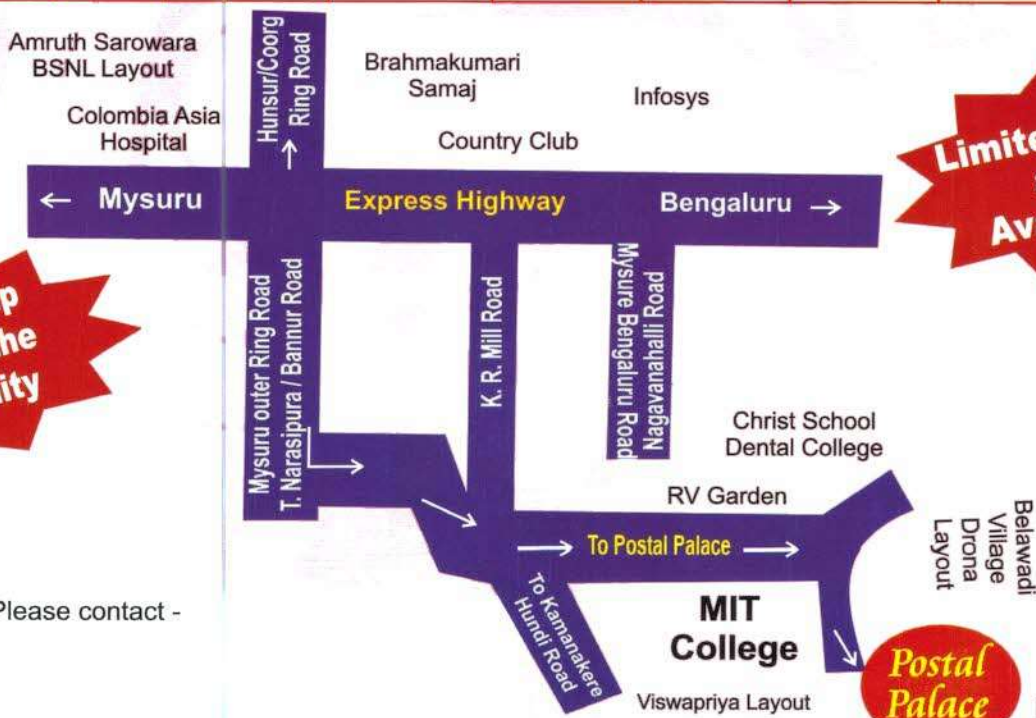 Amruth Sarowara
BSNL Layout
Colombia Asia
Hospital
Hunsur/Coorg
Ring Road
Brahmakumari
Samaj
Country Club
Infosys
Limite
Av
← Mysuru
Express Highway
Bengaluru →
p
he
ity
Mysuru outer Ring Road
T. Narasipura / Bannur Road
K. R. Mill Road
Mysure Bengaluru Road
Nagavanahalli Road
Christ School
Dental College
RV Garden
To Postal Palace
Belawadi
Village
Drona
Layout
To Kamanakere
Hundi Road
MIT
College
Please contact -
Viswapriya Layout
Postal
Palace